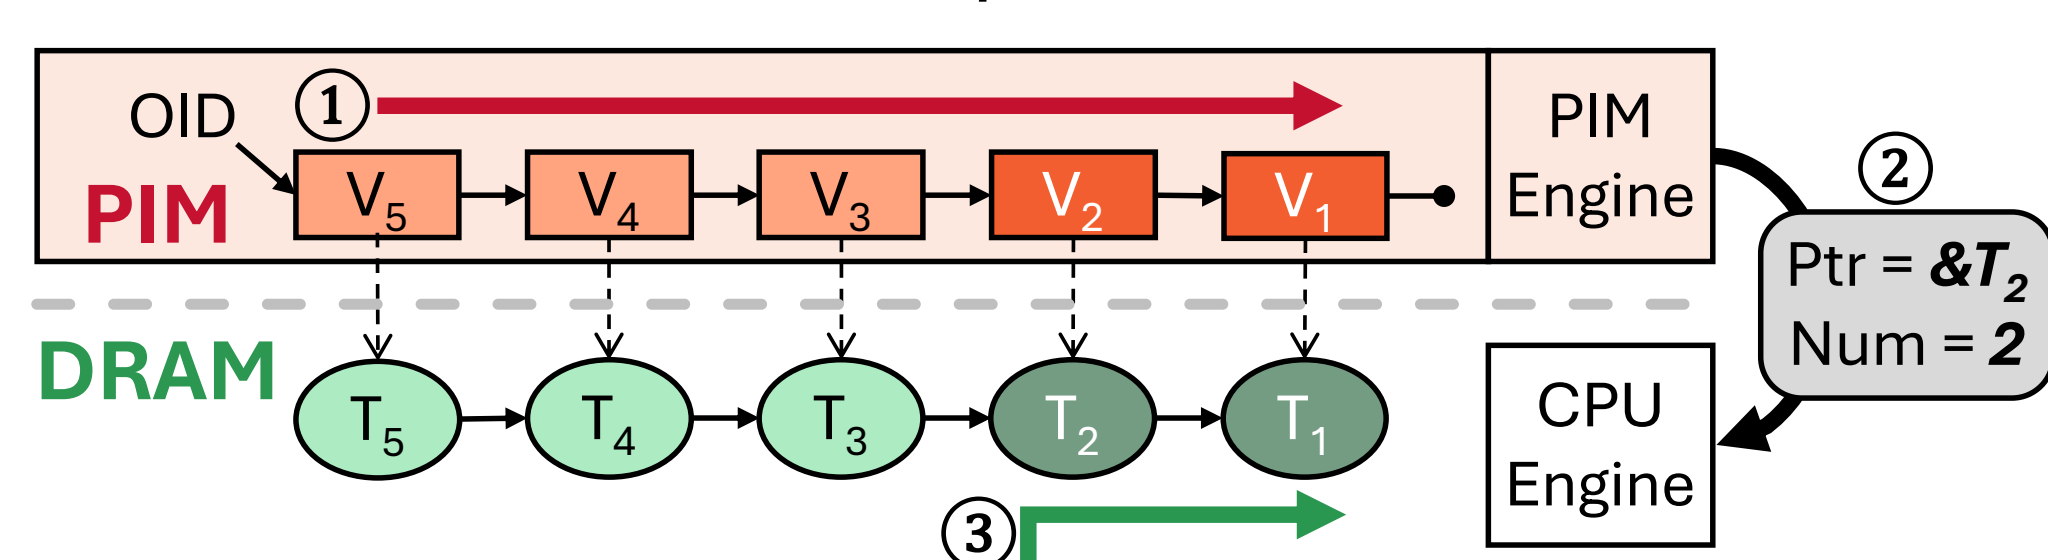 OID
①
PIM
V5
V4
V3
V2
V1
PIM
Engine
②
Ptr = &T2
Num = 2
DRAM
T5
T4
T3
T2
T1
CPU
Engine
③